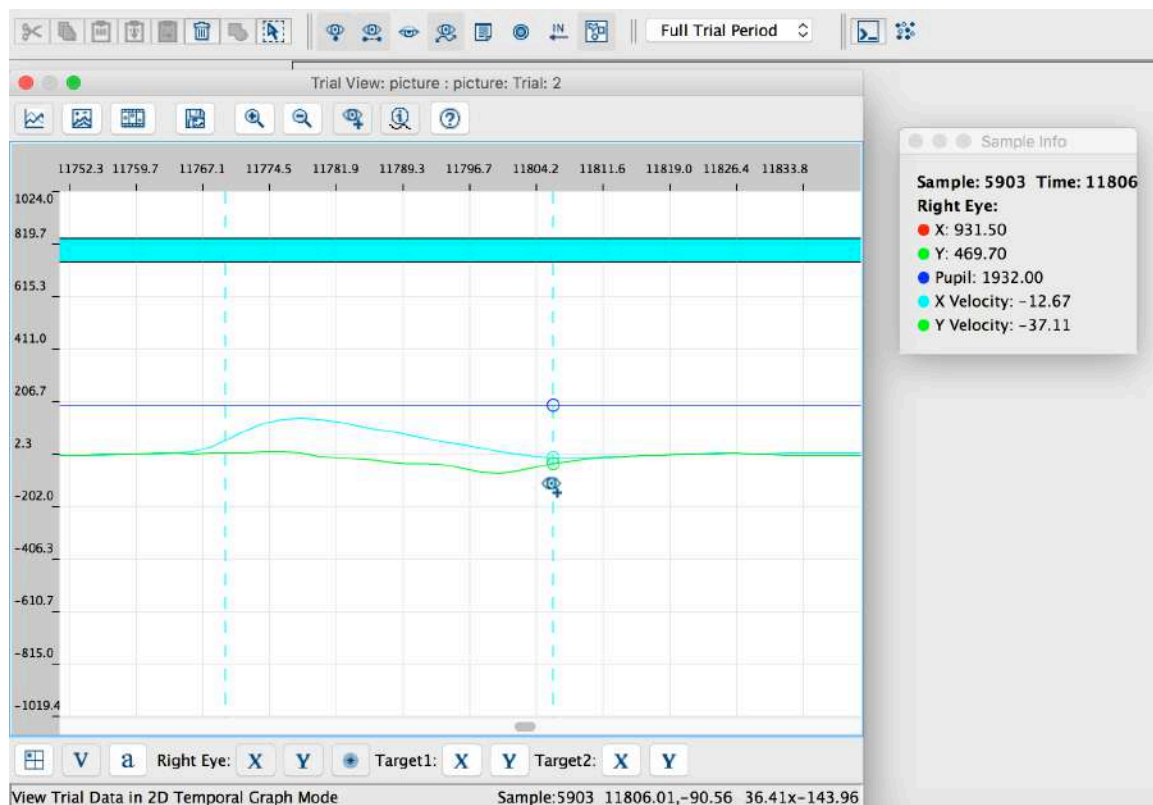 IN
Full Trial Period
Trial View: picture : picture: Trial: 2
11752.3 11759.7 11767.1 11774.5 11781.9 11789.3 11796.7 11804.2 11811.6 11819.0 11826.4 11833.8
1024.0
819.7
615.3
411.0
206.7
2.3
-202.0
-406.3
-610.7
-815.0
-1019.4
V a Right Eye: X Y Target1: X Y Target2: X Y
View Trial Data in 2D Temporal Graph Mode Sample:5903 11806.01,-90.56 36.41x-143.96
Sample Info
Sample: 5903 Time: 11806
Right Eye:
X: 931.50
Y: 469.70
Pupil: 1932.00
X Velocity: -12.67
Y Velocity: -37.11